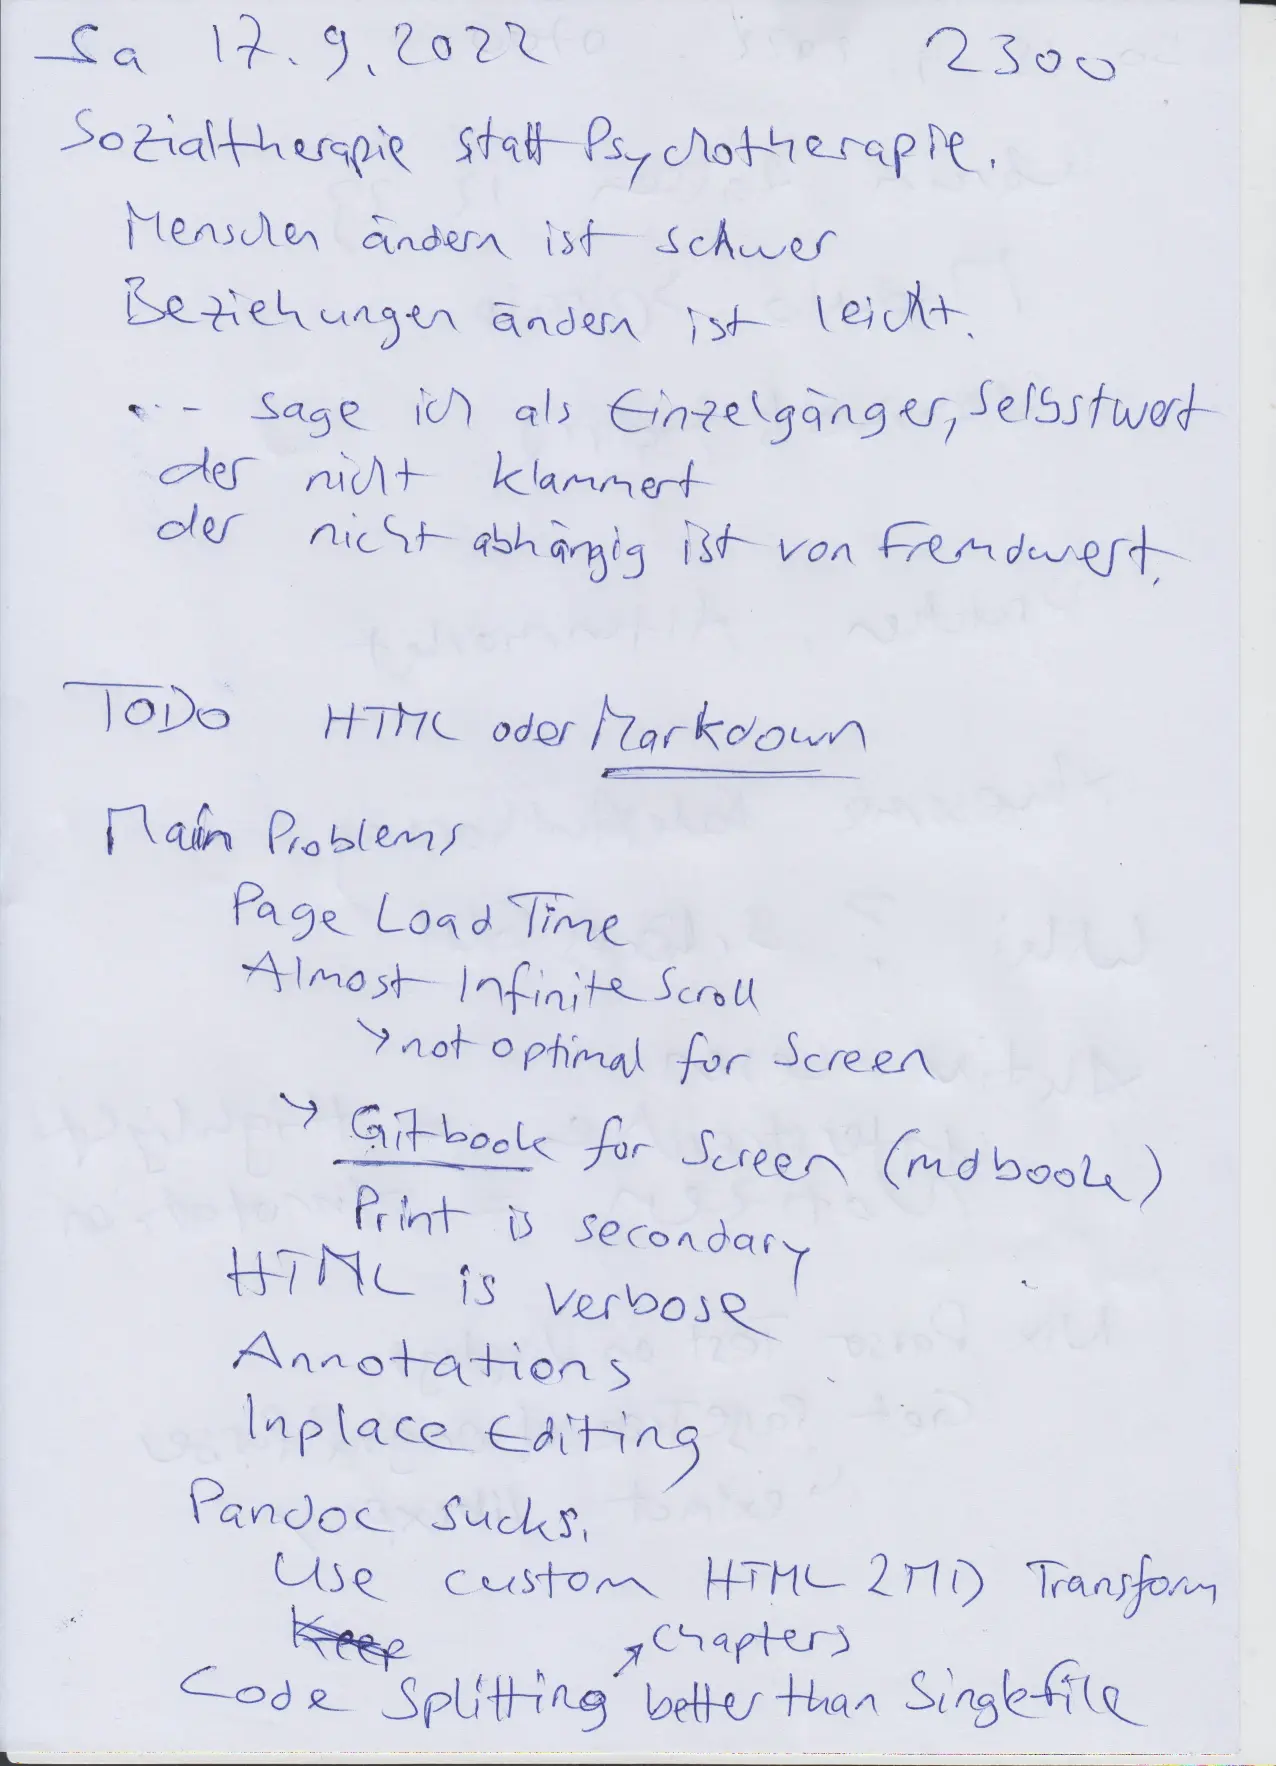 Sa 17.9.2022 2300
Sozialtherapie statt Psychotherapie.
Menschen ändern ist schwer
Beziehungen ändern ist leicht.
... - sage ich als Einzelgänger, Selbstwert
der nicht klammert
der nicht abhängig ist von Fremdwert.
TODO HTML oder Markdown
Main Problems
Page Load Time
Almost Infinite Scroll
→ not optimal for Screen
→ Gitbook for Screen (mdbook)
Print is secondary
HTML is verbose
Annotations
Inplace Editing
Pandoc sucks.
Use custom HTML2MD Transform
Keep
↗ Chapters
Code Splitting better than Singlefile